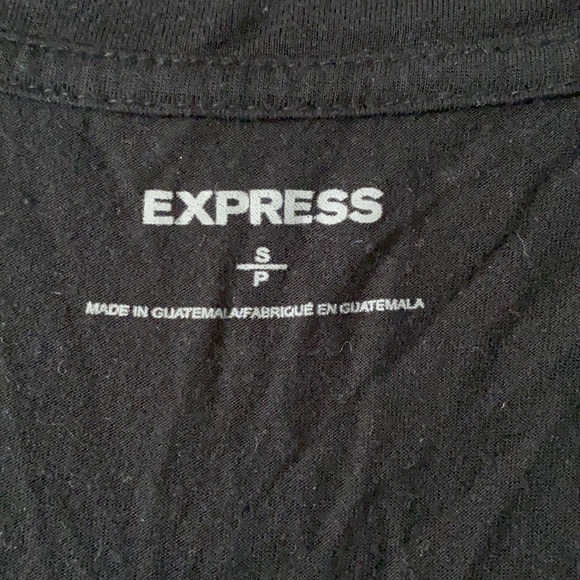 EXPRESS
S
P
MADE IN GUATEMALA/FABRIQUÉ EN GUATEMALA